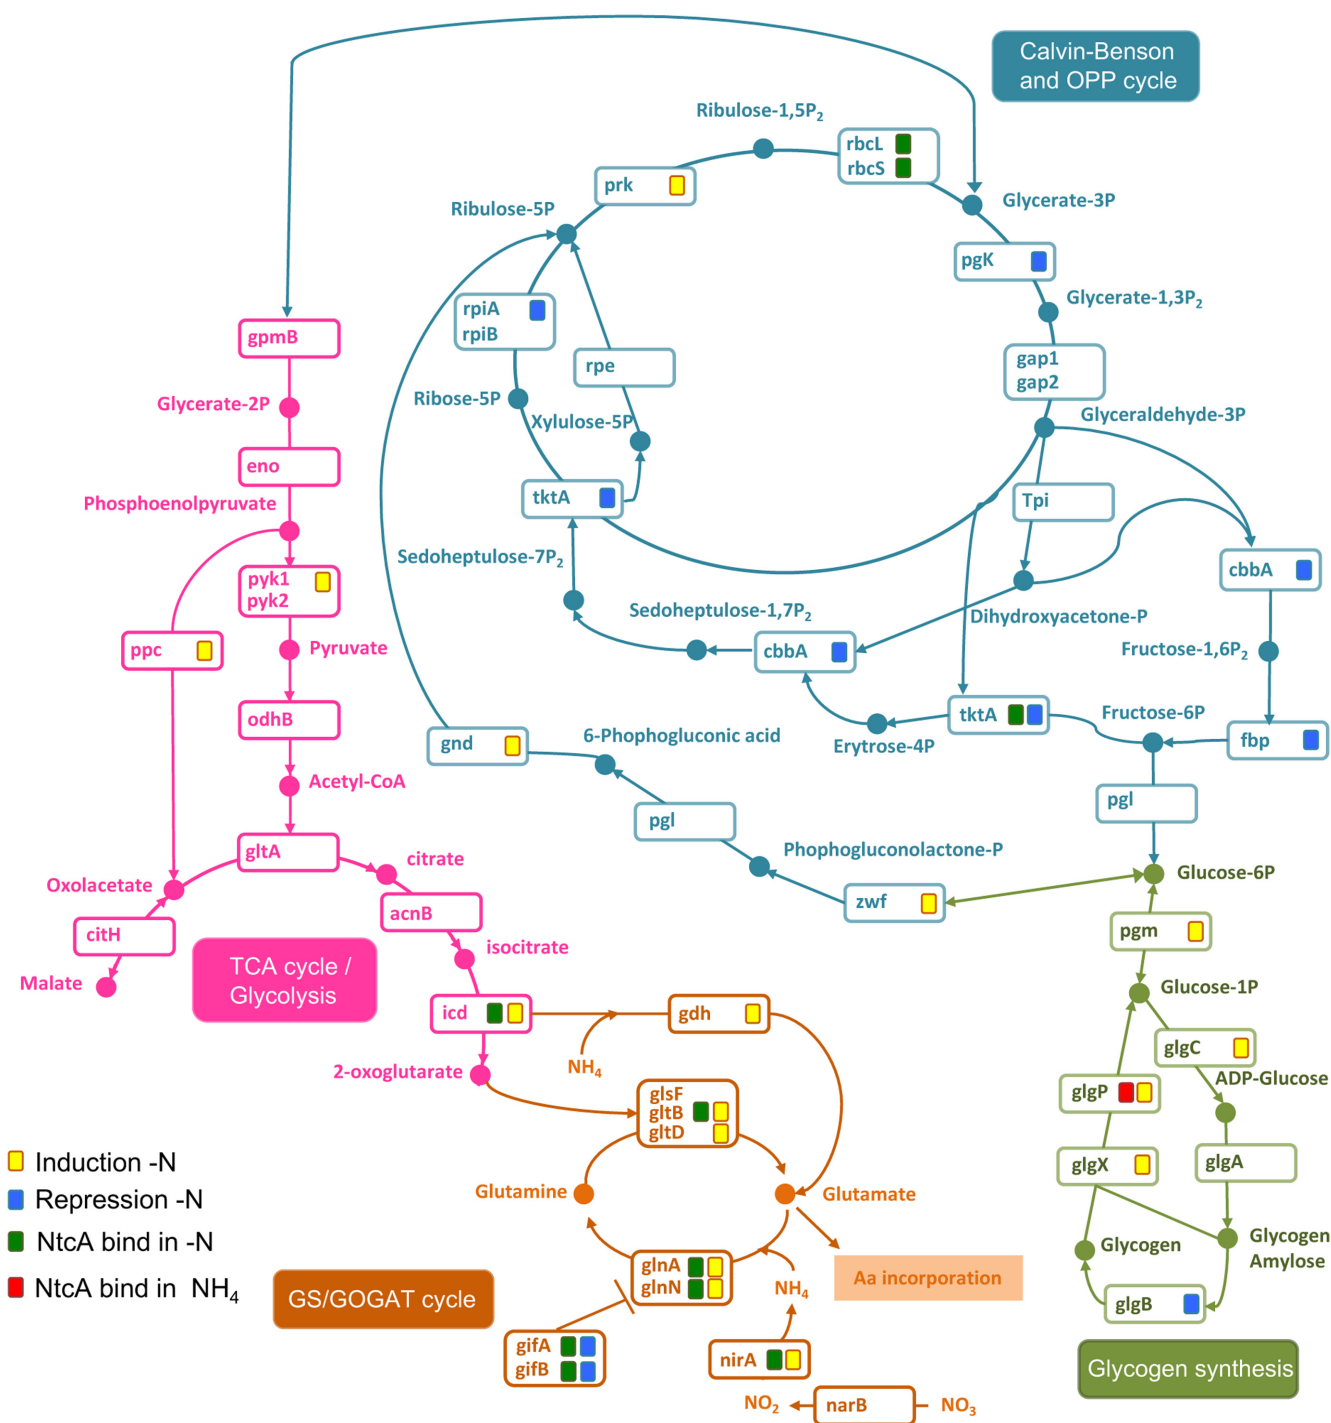 Calvin-Benson
and OPP cycle
Ribulose-1,5P2
rbcL
rbcS
prk
Glycerate-3P
Ribulose-5P
pgK
Glycerate-1,3P2
rpiA
rpiB
gpmB
gap1
gap2
rpe
Glycerate-2P
Ribose-5P
Xylulose-5P
Glyceraldehyde-3P
eno
Phosphoenolpyruvate
tktA
Tpi
Sedoheptulose-7P2
cbbA
pyk1
pyk2
Sedoheptulose-1,7P2
Dihydroxyacetone-P
ppc
Pyruvate
cbbA
Fructose-1,6P2
odhB
tktA
Fructose-6P
gnd
6-Phophogluconic acid
Erytrose-4P
fbp
Acetyl-CoA
pgl
pgl
gltA
citrate
Phophogluconolactone-P
Oxolacetate
Glucose-6P
acnB
zwf
citH
pgm
isocitrate
TCA cycle /
Glycolysis
Malate
Glucose-1P
icd
gdh
glgC
2-oxoglutarate
NH4
ADP-Glucose
glsF
gltB
gltD
glgP
Induction -N
glgX
glgA
Repression -N
Glutamine
Glutamate
NtcA bind in -N
Glycogen
Glycogen
Amylose
glnA
glnN
Aa incorporation
NtcA bind in NH4
NH4
GS/GOGAT cycle
glgB
gifA
gifB
nirA
Glycogen synthesis
NO2
narB
NO3